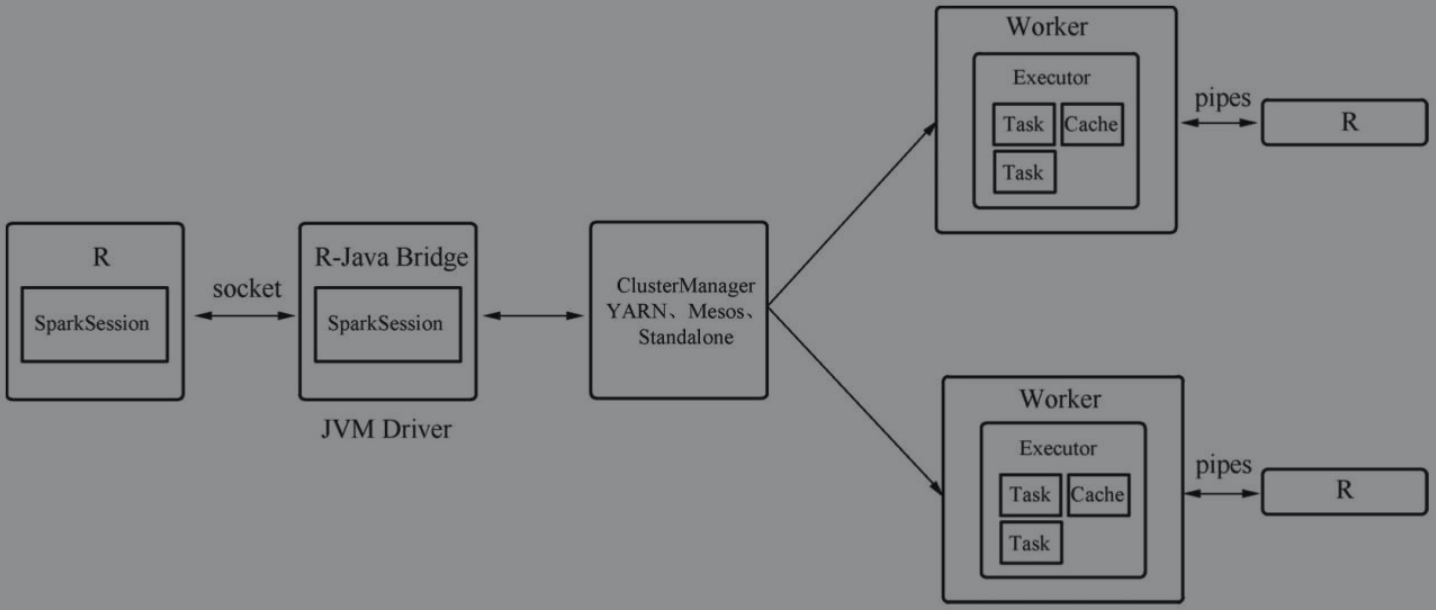 R
SparkSession
socket
R-Java Bridge
SparkSession
JVM Driver
ClusterManager
YARN、Mesos、
Standalone
Worker
Executor
Task Cache
Task
pipes
R
Worker
Executor
Task Cache
Task
pipes
R